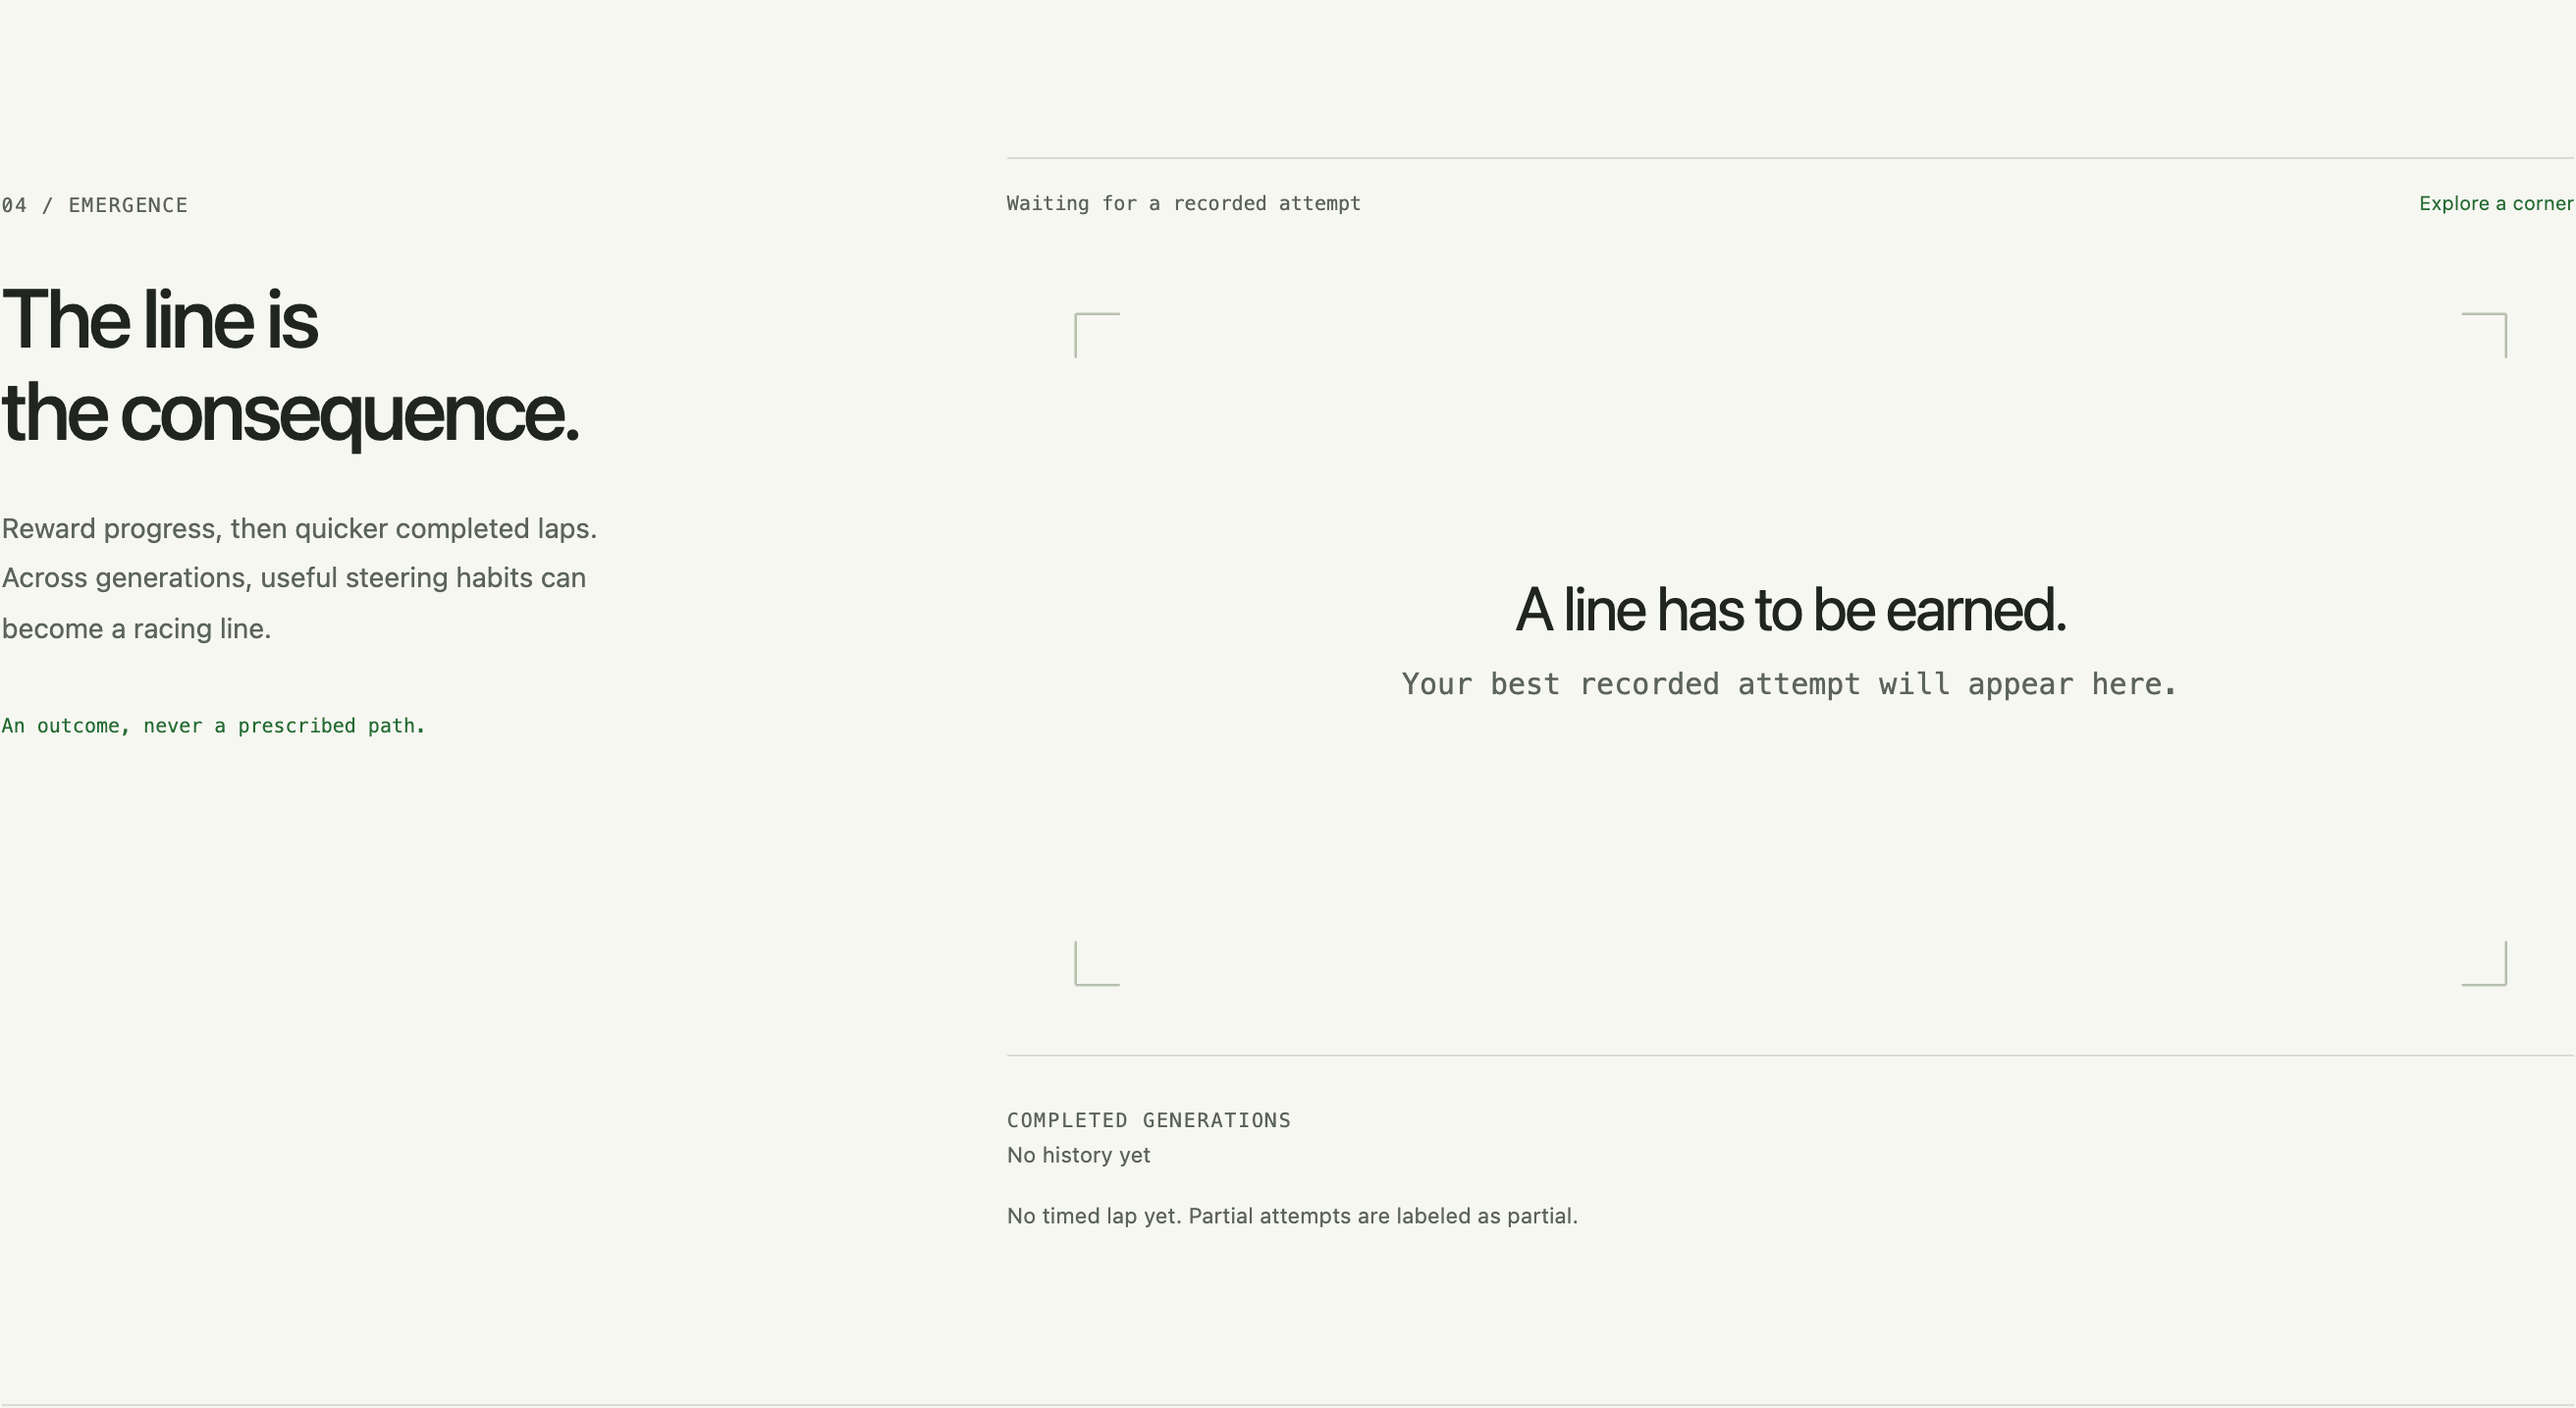 04 / EMERGENCE
The line is
the consequence.
Reward progress, then quicker completed laps.
Across generations, useful steering habits can
become a racing line.
An outcome, never a prescribed path.
Waiting for a recorded attempt
Explore a corner
A line has to be earned.
Your best recorded attempt will appear here.
COMPLETED GENERATIONS
No history yet
No timed lap yet. Partial attempts are labeled as partial.